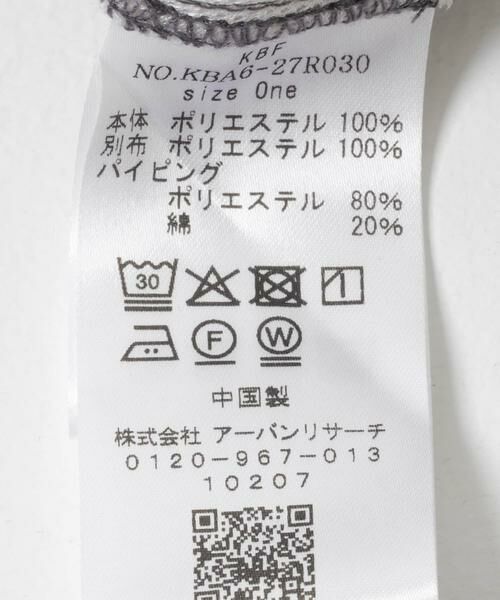 KBF
NO.KBA6-27R030
size One
本体 ポリエステル 100%
別布 ポリエステル 100%
パイピング
ポリエステル 80%
綿 20%
30
F W
中国製
株式会社 アーバンリサーチ
0120-967-013
10207